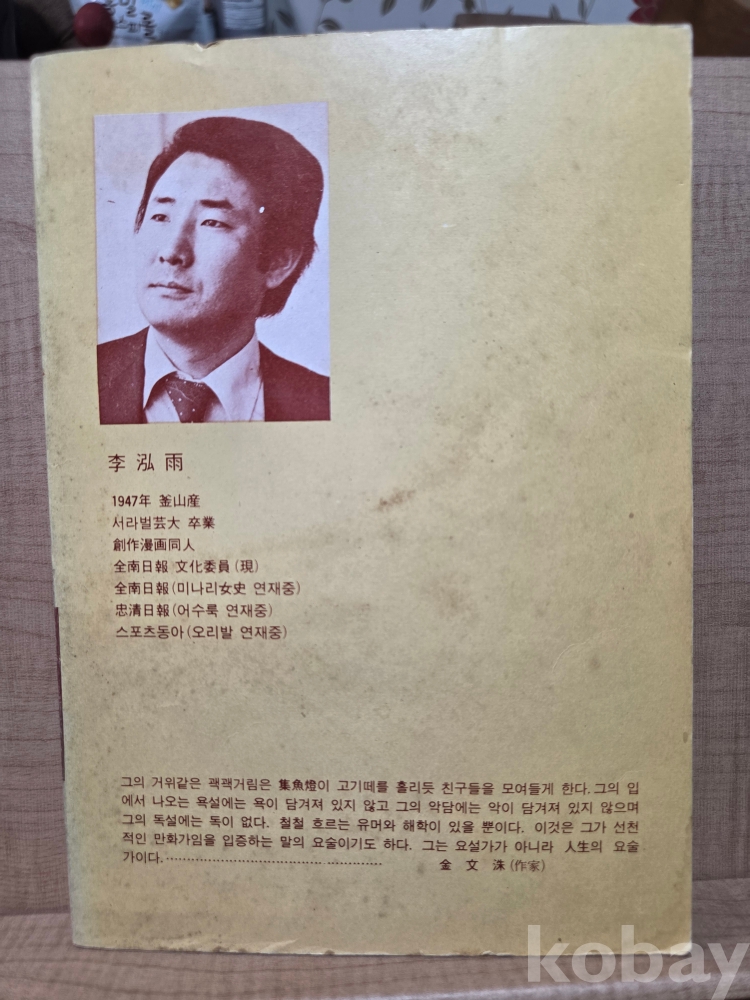 李泓雨
1947年 釜山産
서라벌芸大 卒業
創作漫画同人
全南日報 文化委員(現)
全南日報(미나리女史 연재중)
忠淸日報(어수룩 연재중)
스포츠동아(오리발 연재중)
그의 거위같은 꽥꽥거림은 集魚燈이 고기떼를 홀리듯 친구들을 모여들게 한다. 그의 입
에서 나오는 욕설에는 욕이 담겨져 있지 않고 그의 악담에는 악이 담겨져 있지 않으며
그의 독설에는 독이 없다. 철철 흐르는 유머와 해학이 있을 뿐이다. 이것은 그가 선천
적인 만화가임을 입증하는 말의 요술이기도 하다. 그는 요설가가 아니라 人生의 요술
가이다.……………………………………
金文洙(作家)
kobay